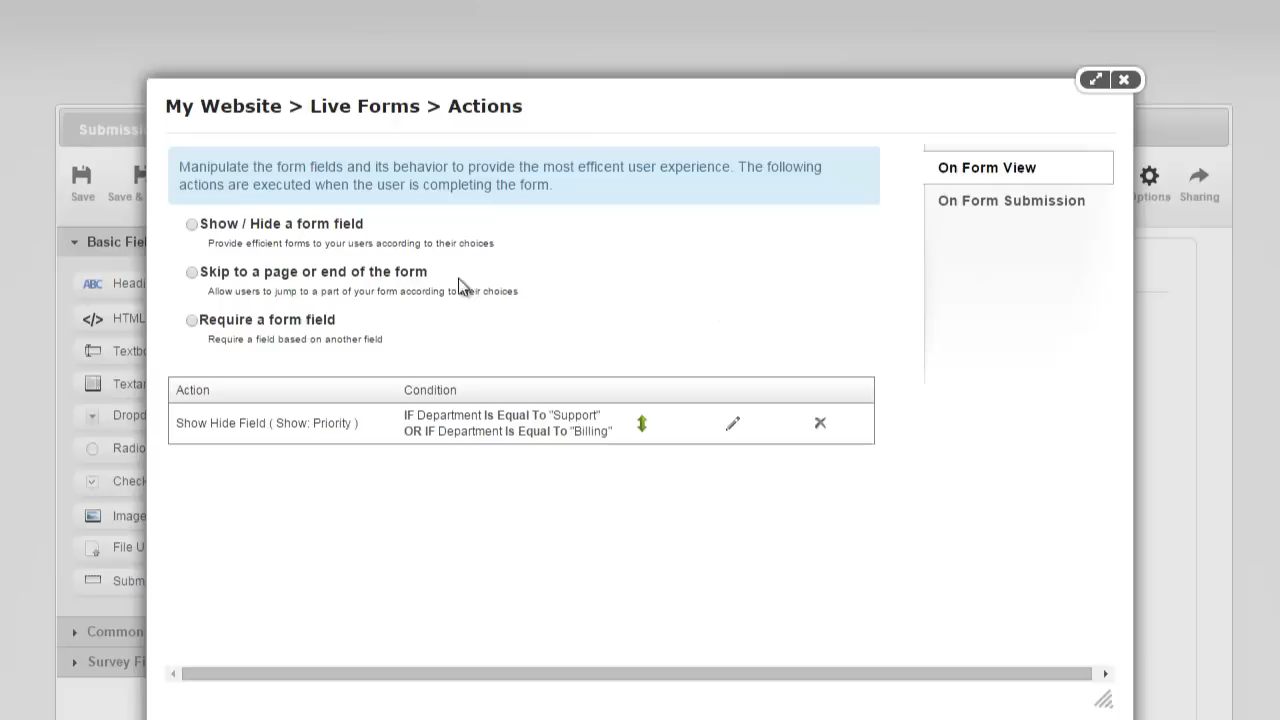 My Website > Live Forms > Actions
Manipulate the form fields and its behavior to provide the most efficent user experience. The following
actions are executed when the user is completing the form.
On Form View
On Form Submission
Show / Hide a form field
Provide efficient forms to your users according to their choices
Skip to a page or end of the form
Allow users to jump to a part of your form according to their choices
Require a form field
Require a field based on another field
Action Condition
Show Hide Field ( Show: Priority ) IF Department Is Equal To "Support"
OR IF Department Is Equal To "Billing"
Submissi
Save Save &
Basic Fiel
ABC Headi
</> HTML
Textbo
Textar
Dropd
Radio
Check
Image
File U
Subm
Common
Survey Fi
ptions Sharing